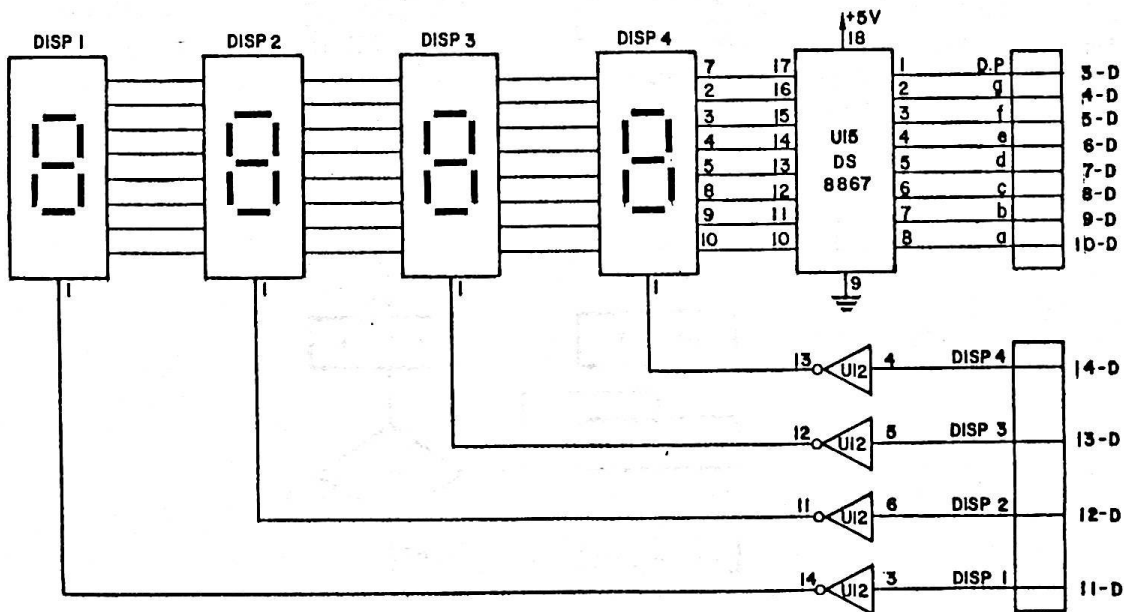 +5V
18
DISP 1 DISP 2 DISP 3 DISP 4
7 17 1 D.P 3-D
2 16 2 g 4-D
3 15 3 f 5-D
4 14 U15 4 e 6-D
5 13 DS 5 d 7-D
8 12 8867 6 c 8-D
9 11 7 b 9-D
10 10 8 a 10-D
1 1 1 1 9
13 U12 4 DISP 4 14-D
12 U12 5 DISP 3 13-D
11 U12 6 DISP 2 12-D
14 U12 3 DISP 1 11-D